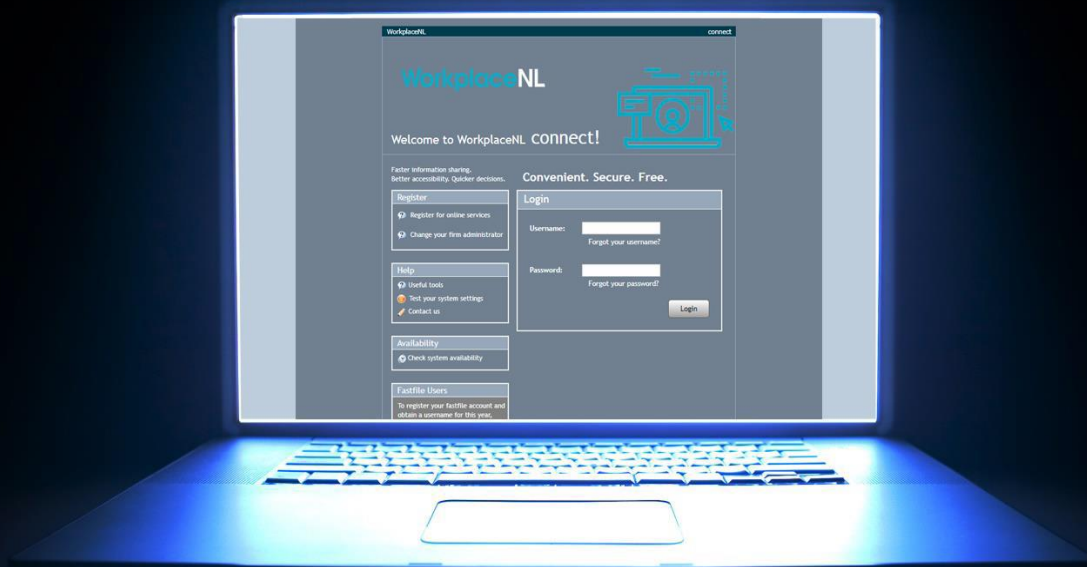 WorkplaceNL connect
WorkplaceNL
Welcome to WorkplaceNL connect!
Faster information sharing.
Better accessibility. Quicker decisions.
Register
Register for online services
Change your firm administrator
Help
Useful tools
Test your system settings
Contact us
Availability
Check system availability
Fastfile Users
To register your fastfile account and
obtain a username for this year,
Convenient. Secure. Free.
Login
Username:
Forgot your username?
Password:
Forgot your password?
Login